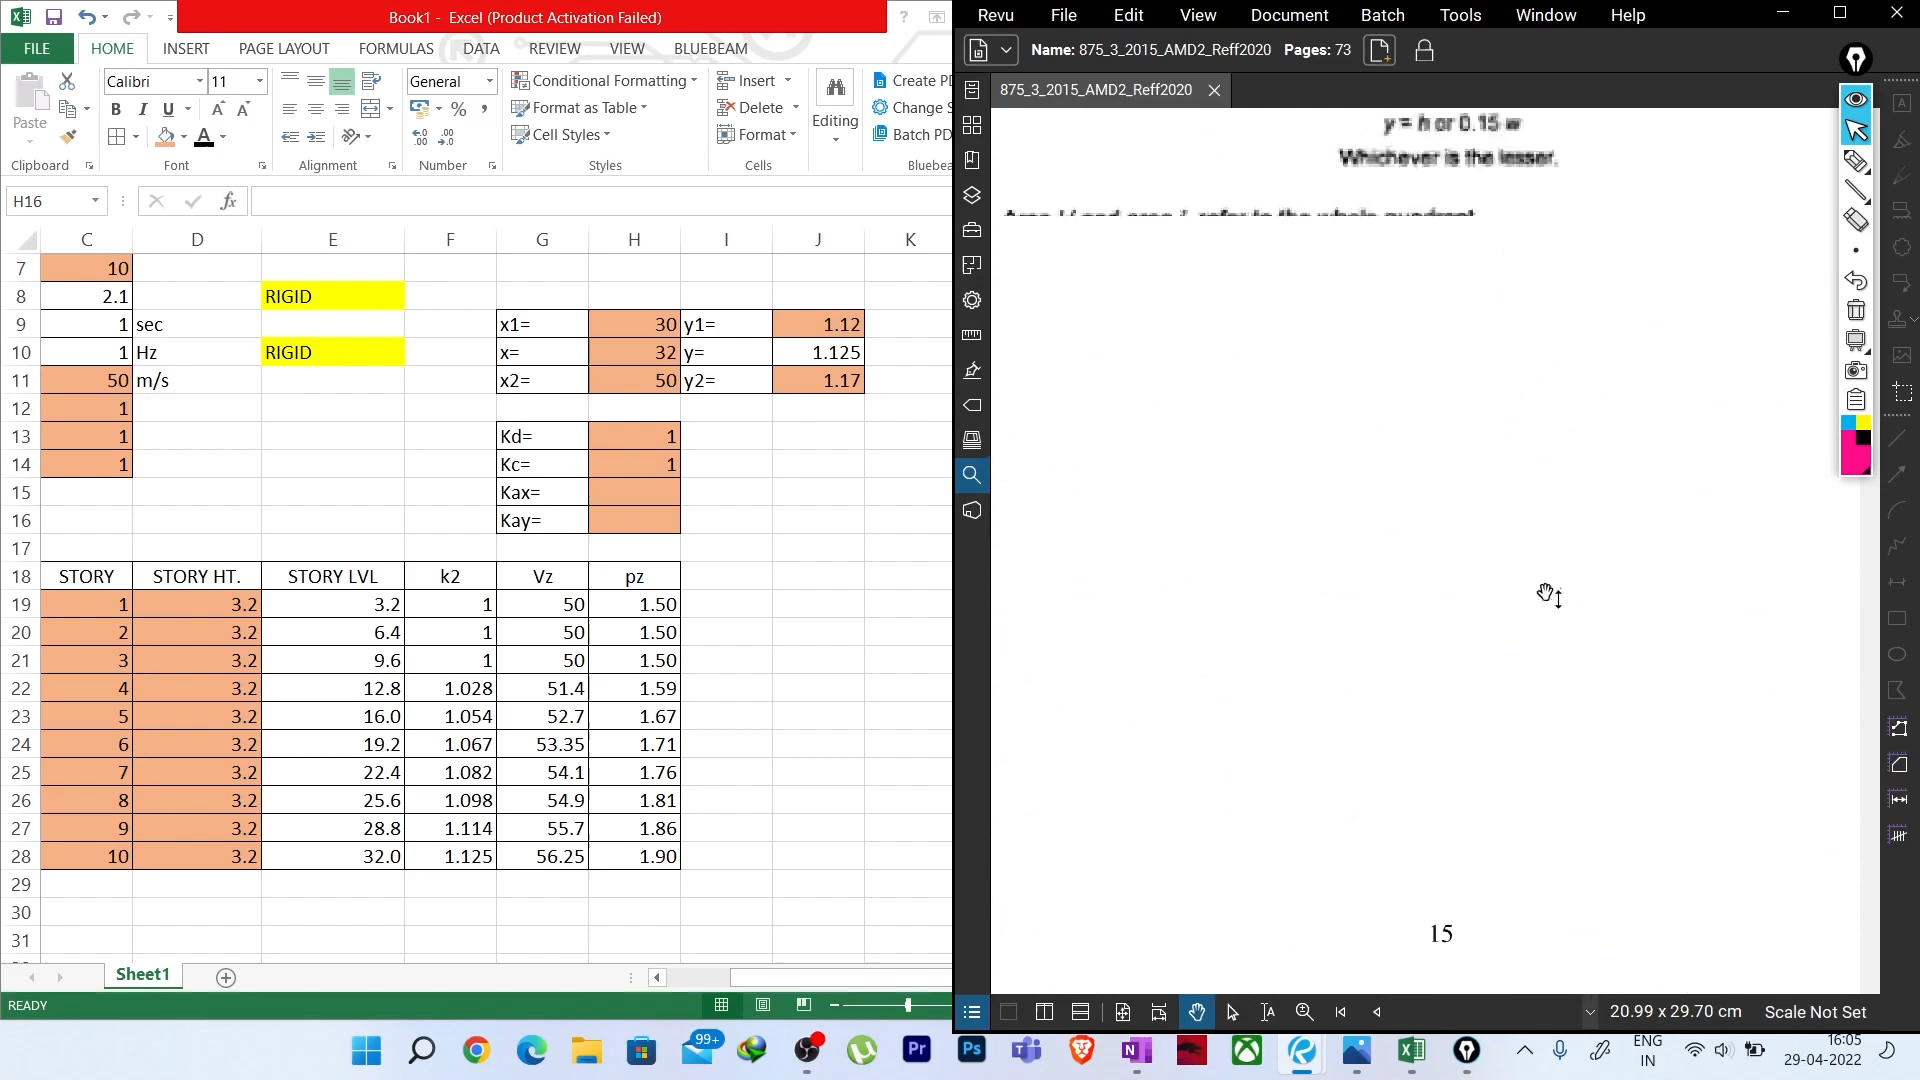 Book1 - Excel (Product Activation Failed)
FILE HOME INSERT PAGE LAYOUT FORMULAS DATA REVIEW VIEW BLUEBEAM
Paste
Clipboard
Calibri 11
B I U
Font
Alignment
General
% ,
Number
Conditional Formatting
Format as Table
Cell Styles
Styles
Insert
Delete
Format
Cells
Editing
Create PD
Change S
Batch PD
Bluebea
H16
fx
C D E F G H I J K
7 10
8 2.1 RIGID
9 1 sec x1= 30 y1= 1.12
10 1 Hz RIGID x= 32 y= 1.125
11 50 m/s x2= 50 y2= 1.17
12 1
13 1 Kd= 1
14 1 Kc= 1
15 Kax=
16 Kay=
17
18 STORY STORY HT. STORY LVL k2 Vz pz
19 1 3.2 3.2 1 50 1.50
20 2 3.2 6.4 1 50 1.50
21 3 3.2 9.6 1 50 1.50
22 4 3.2 12.8 1.028 51.4 1.59
23 5 3.2 16.0 1.054 52.7 1.67
24 6 3.2 19.2 1.067 53.35 1.71
25 7 3.2 22.4 1.082 54.1 1.76
26 8 3.2 25.6 1.098 54.9 1.81
27 9 3.2 28.8 1.114 55.7 1.86
28 10 3.2 32.0 1.125 56.25 1.90
29
30
31
Sheet1
READY
Revu File Edit View Document Batch Tools Window Help
Name: 875_3_2015_AMD2_Reff2020 Pages: 73
875_3_2015_AMD2_Reff2020
y = h or 0.15 w
Whichever is the lesser.
refer to the whole quadrant
15
20.99 x 29.70 cm Scale Not Set
99+
ENG
IN
16:05
29-04-2022